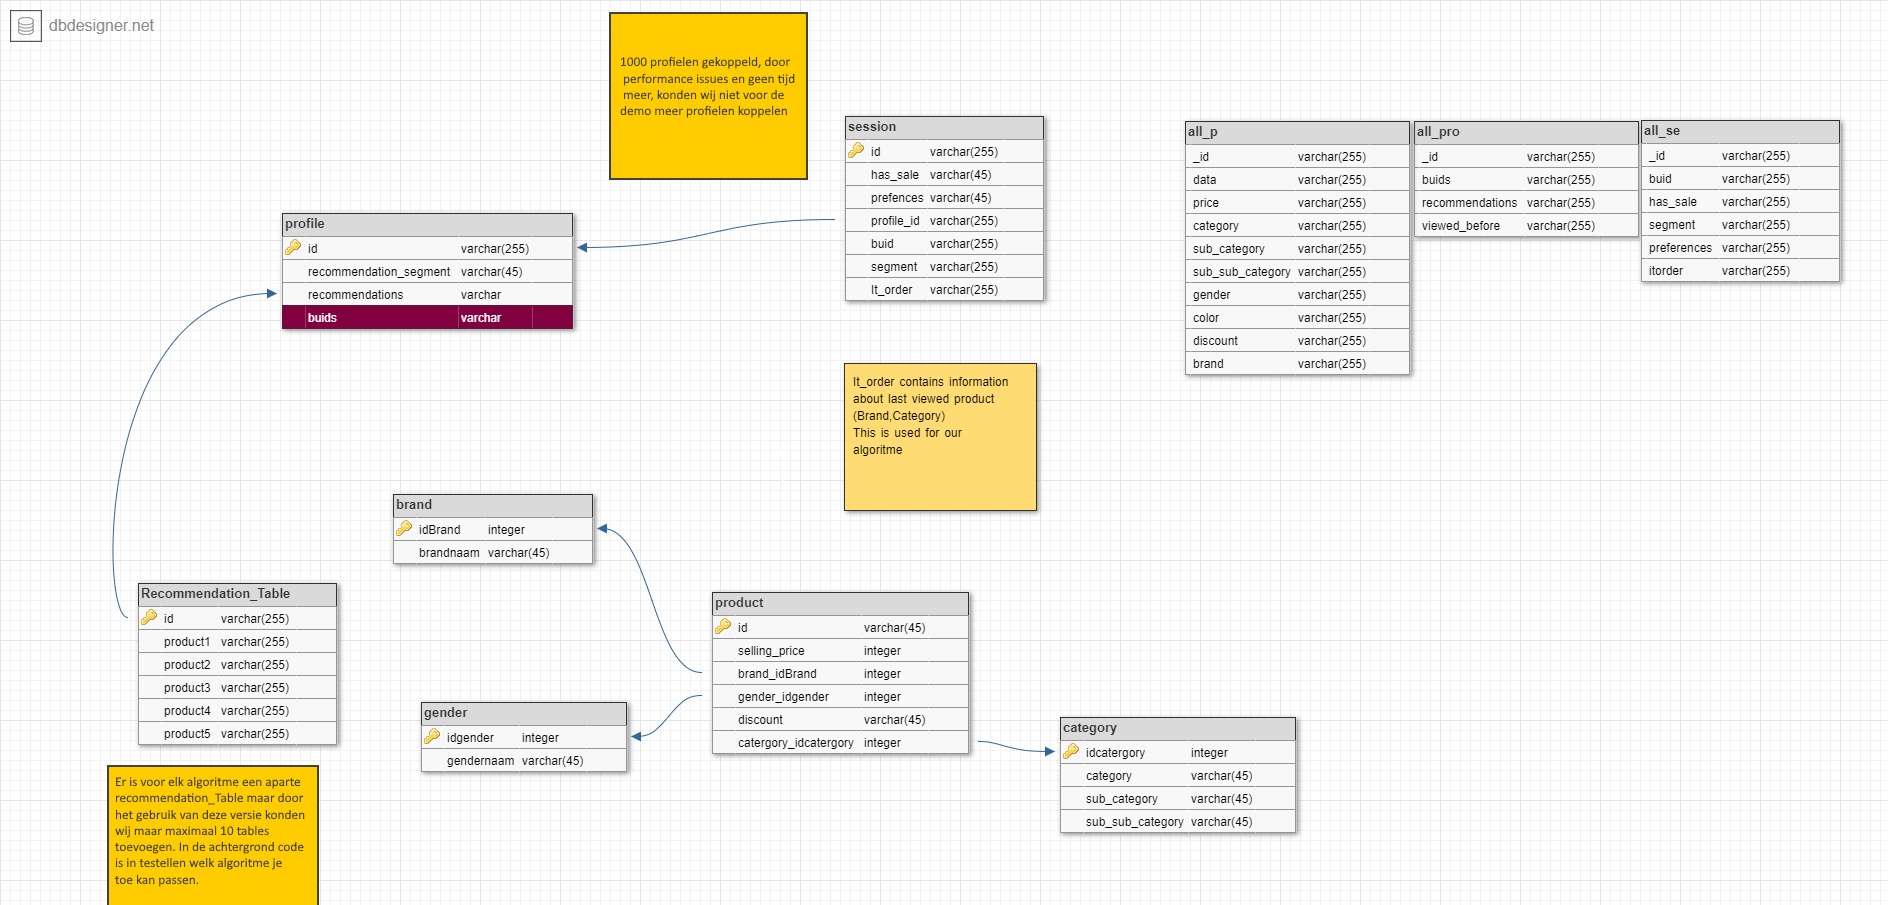 dbdesigner.net
1000 profielen gekoppeld, door
performance issues en geen tijd
meer, konden wij niet voor de
demo meer profielen koppelen
session
id varchar(255)
has_sale varchar(45)
prefences varchar(45)
profile_id varchar(255)
buid varchar(255)
segment varchar(255)
It_order varchar(255)
all_p
_id varchar(255)
data varchar(255)
price varchar(255)
category varchar(255)
sub_category varchar(255)
sub_sub_category varchar(255)
gender varchar(255)
color varchar(255)
discount varchar(255)
brand varchar(255)
all_pro
_id varchar(255)
buids varchar(255)
recommendations varchar(255)
viewed_before varchar(255)
all_se
_id varchar(255)
buid varchar(255)
has_sale varchar(255)
segment varchar(255)
preferences varchar(255)
itorder varchar(255)
profile
id varchar(255)
recommendation_segment varchar(45)
recommendations varchar
buids varchar
It_order contains information
about last viewed product
(Brand,Category)
This is used for our
algoritme
brand
idBrand integer
brandnaam varchar(45)
Recommendation_Table
id varchar(255)
product1 varchar(255)
product2 varchar(255)
product3 varchar(255)
product4 varchar(255)
product5 varchar(255)
product
id varchar(45)
selling_price integer
brand_idBrand integer
gender_idgender integer
discount varchar(45)
catergory_idcatergory integer
gender
idgender integer
gendernaam varchar(45)
category
idcatergory integer
category varchar(45)
sub_category varchar(45)
sub_sub_category varchar(45)
Er is voor elk algoritme een aparte
recommendation_Table maar door
het gebruik van deze versie konden
wij maar maximaal 10 tables
toevoegen. In de achtergrond code
is in testellen welk algoritme je
toe kan passen.